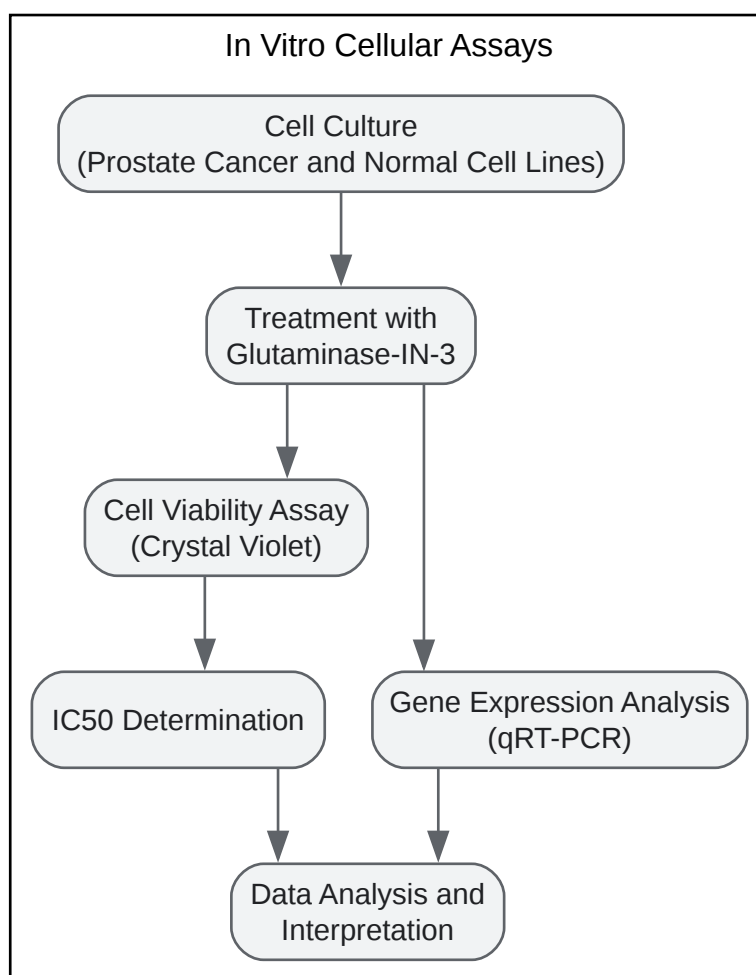 In Vitro Cellular Assays
Cell Culture
(Prostate Cancer and Normal Cell Lines)
Treatment with
Glutaminase-IN-3
Cell Viability Assay
(Crystal Violet)
IC50 Determination
Gene Expression Analysis
(qRT-PCR)
Data Analysis and
Interpretation